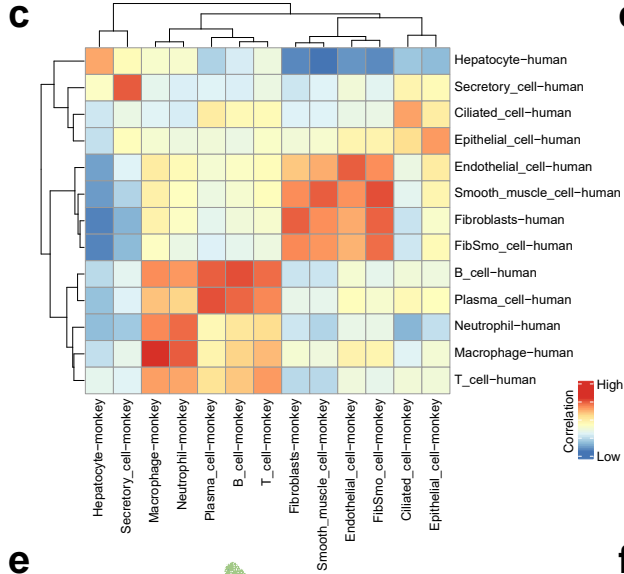 c
Hepatocyte-human
Secretory_cell-human
Ciliated_cell-human
Epithelial_cell-human
Endothelial_cell-human
Smooth_muscle_cell-human
Fibroblasts-human
FibSmo_cell-human
B_cell-human
Plasma_cell-human
Neutrophil-human
Macrophage-human
T_cell-human
High
Correlation
Low
Hepatocyte-monkey
Secretory_cell-monkey
Macrophage-monkey
Neutrophil-monkey
Plasma_cell-monkey
B_cell-monkey
T_cell-monkey
Fibroblasts-monkey
Smooth_muscle_cell-monkey
Endothelial_cell-monkey
FibSmo_cell-monkey
Ciliated_cell-monkey
Epithelial_cell-monkey
e